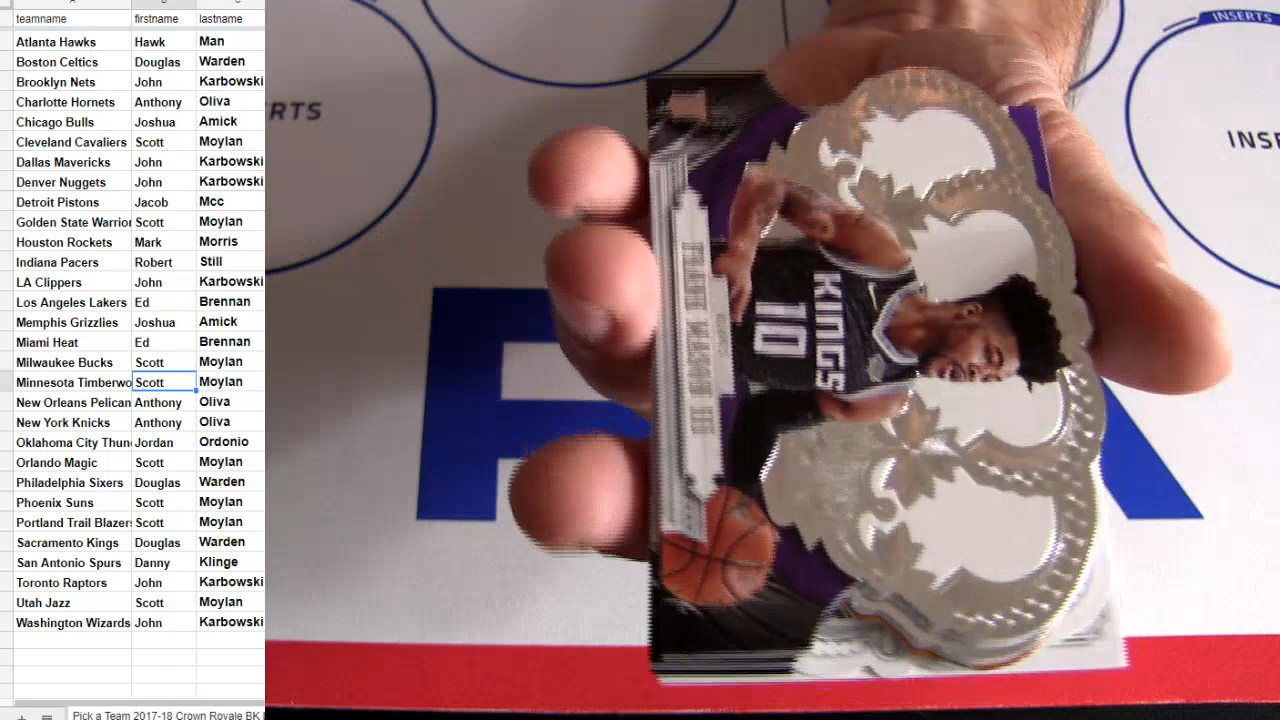 teamname firstname lastname
Atlanta Hawks Hawk Man
Boston Celtics Douglas Warden
Brooklyn Nets John Karbowski
Charlotte Hornets Anthony Oliva
Chicago Bulls Joshua Amick
Cleveland Cavaliers Scott Moylan
Dallas Mavericks John Karbowski
Denver Nuggets John Karbowski
Detroit Pistons Jacob Mcc
Golden State Warrior Scott Moylan
Houston Rockets Mark Morris
Indiana Pacers Robert Still
LA Clippers John Karbowski
Los Angeles Lakers Ed Brennan
Memphis Grizzlies Joshua Amick
Miami Heat Ed Brennan
Milwaukee Bucks Scott Moylan
Minnesota Timberwo Scott Moylan
New Orleans Pelican Anthony Oliva
New York Knicks Anthony Oliva
Oklahoma City Thun Jordan Ordonio
Orlando Magic Scott Moylan
Philadelphia Sixers Douglas Warden
Phoenix Suns Scott Moylan
Portland Trail Blazers Scott Moylan
Sacramento Kings Douglas Warden
San Antonio Spurs Danny Klinge
Toronto Raptors John Karbowski
Utah Jazz Scott Moylan
Washington Wizards John Karbowski
Pick a Team 2017-18 Crown Royale BK
ERTS
INSERTS
INSE
KINGS
10